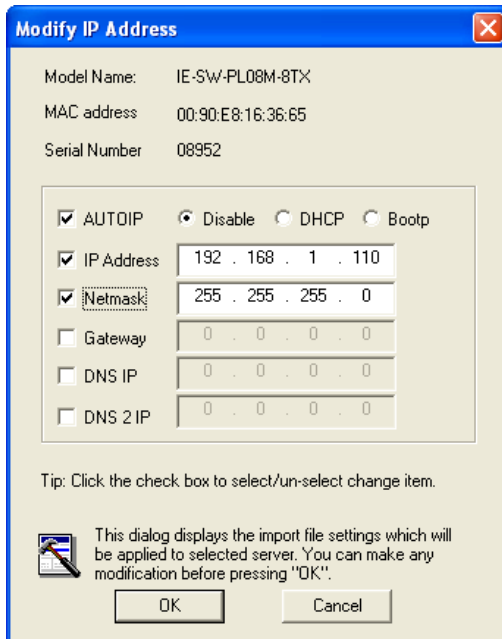 Modify IP Address
Model Name: IE-SW-PL08M-8TX
MAC address 00:90:E8:16:36:65
Serial Number 08952
AUTOIP Disable DHCP Bootp
IP Address 192 . 168 . 1 . 110
Netmask 255 . 255 . 255 . 0
Gateway 0 . 0 . 0 . 0
DNS IP 0 . 0 . 0 . 0
DNS 2 IP 0 . 0 . 0 . 0
Tip: Click the check box to select/un-select change item.
This dialog displays the import file settings which will
be applied to selected server. You can make any
modification before pressing "OK".
OK Cancel